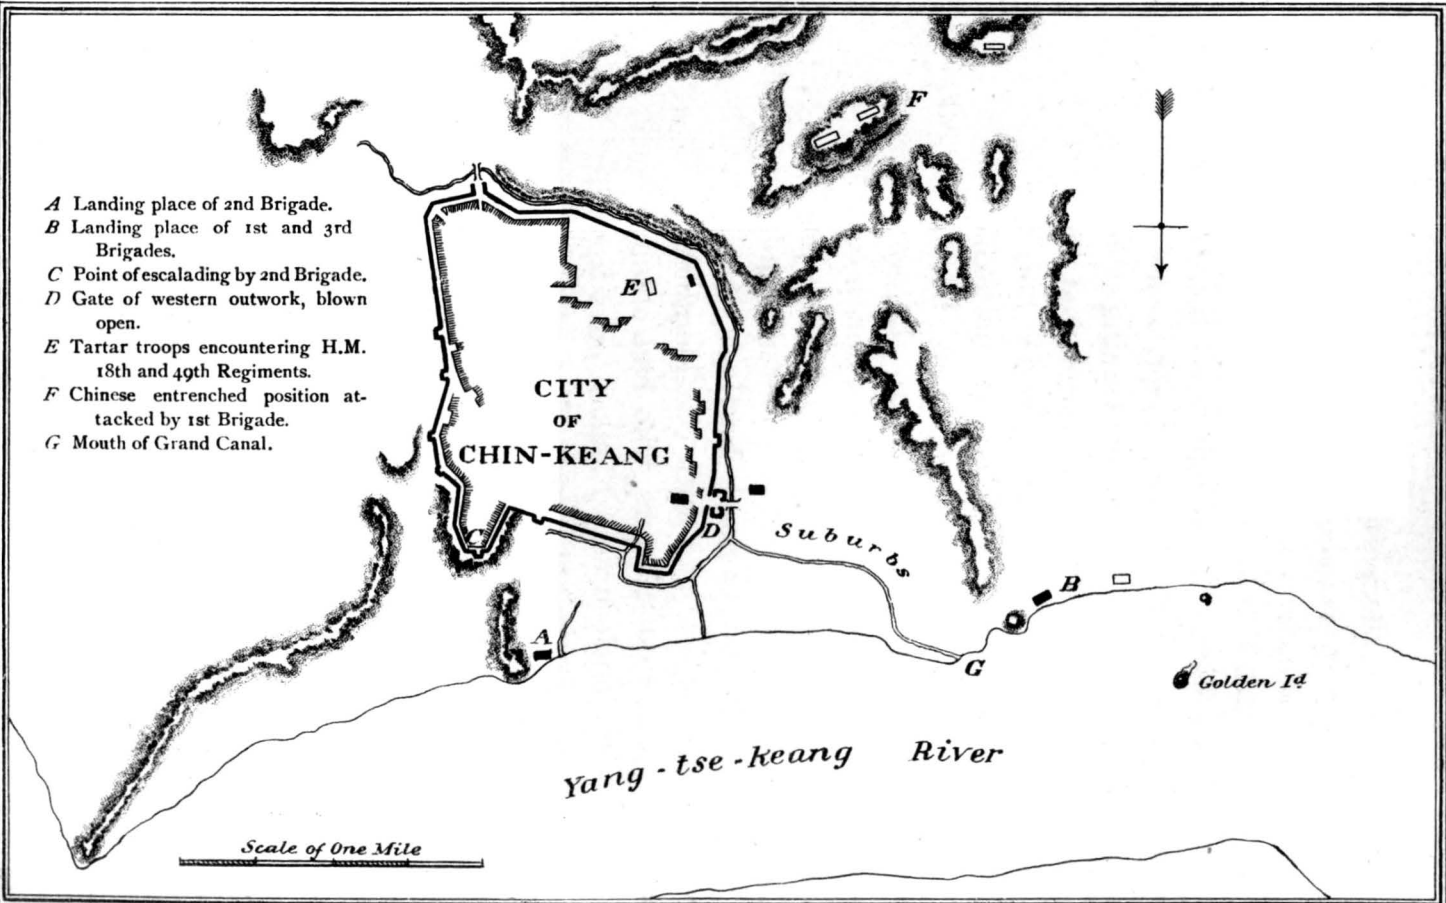 A Landing place of 2nd Brigade.
B Landing place of 1st and 3rd
Brigades.
C Point of escalading by 2nd Brigade.
D Gate of western outwork, blown
open.
E Tartar troops encountering H.M.
18th and 49th Regiments.
F Chinese entrenched position at-
tacked by 1st Brigade.
G Mouth of Grand Canal.
F
E
CITY
OF
CHIN-KEANG
D
Suburbs
B
A
G
Golden Id.
Yang-tse-keang River
Scale of One Mile